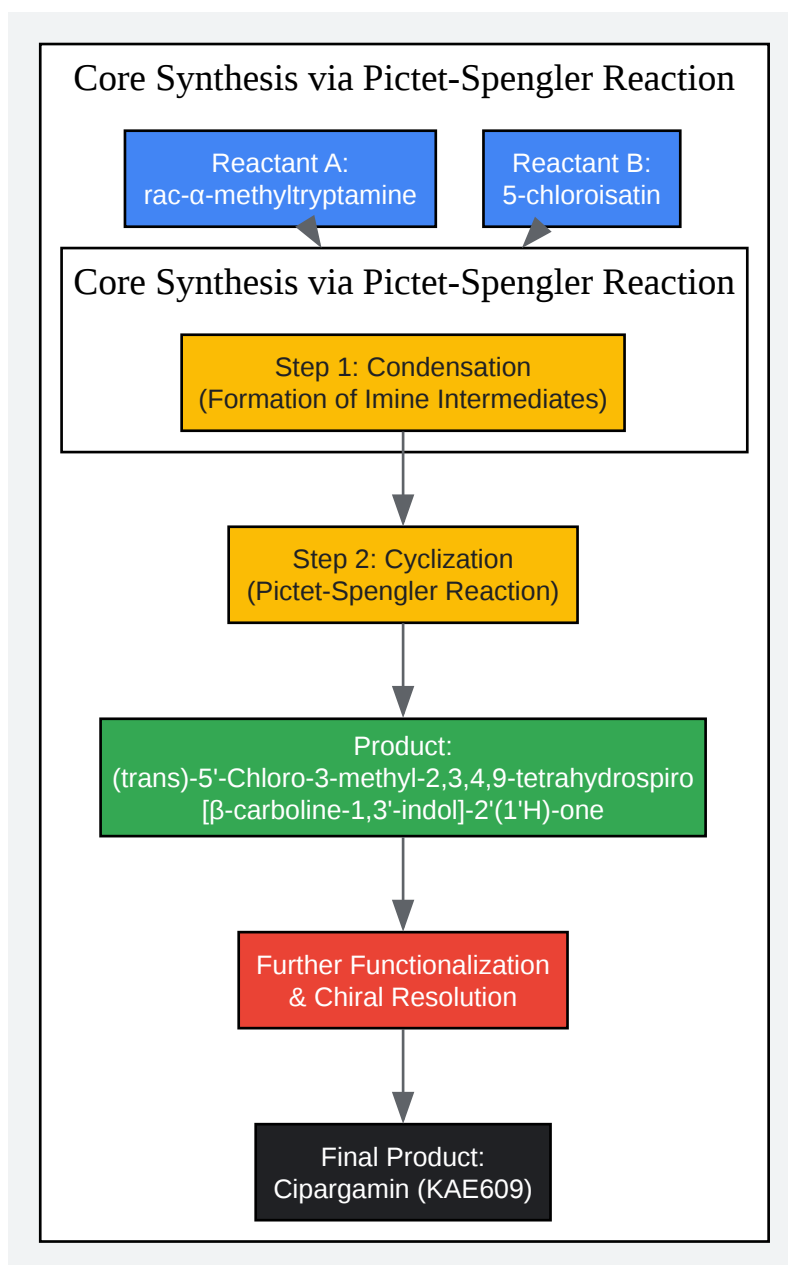 Core Synthesis via Pictet-Spengler Reaction
Reactant A:
rac-α-methyltryptamine
Reactant B:
5-chloroisatin
Core Synthesis via Pictet-Spengler Reaction
Step 1: Condensation
(Formation of Imine Intermediates)
Step 2: Cyclization
(Pictet-Spengler Reaction)
Product:
(trans)-5'-Chloro-3-methyl-2,3,4,9-tetrahydrospiro
[β-carboline-1,3'-indol]-2'(1'H)-one
Further Functionalization
& Chiral Resolution
Final Product:
Cipargamin (KAE609)